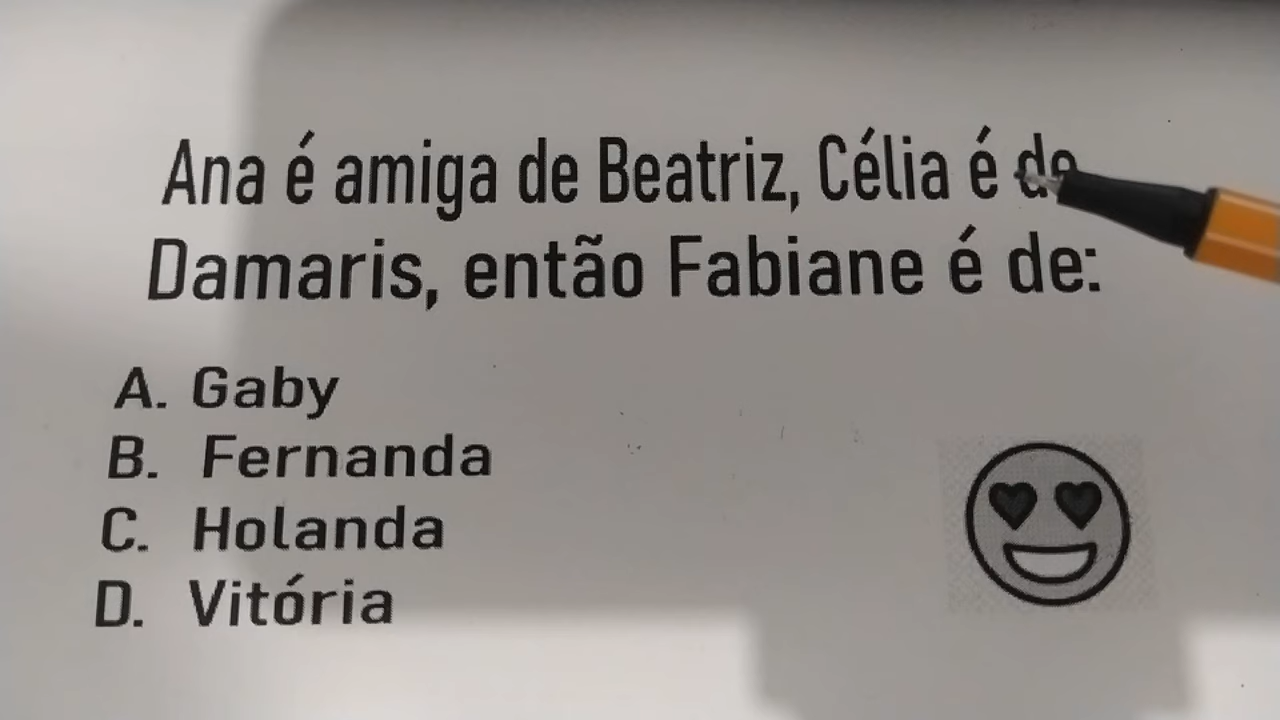 Ana é amiga de Beatriz, Célia é de
Damaris, então Fabiane é de:
A. Gaby
B. Fernanda
C. Holanda
D. Vitória